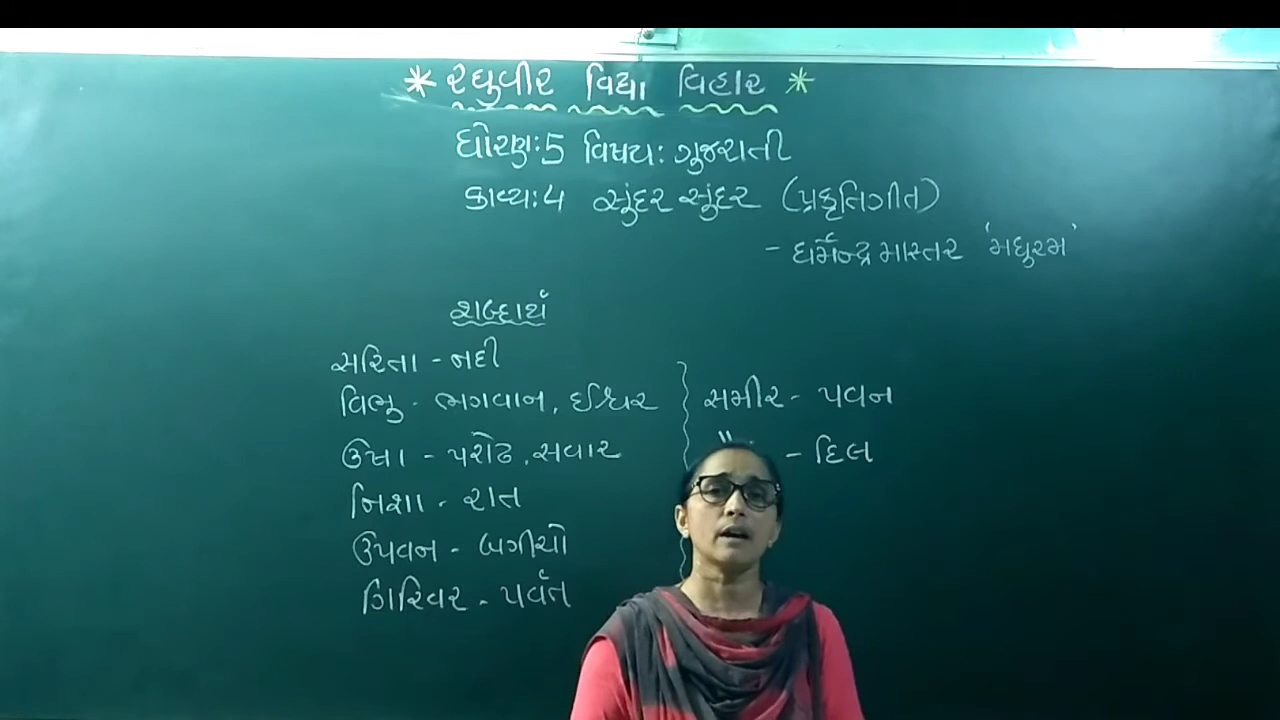 * રઘુવીર વિદ્યા વિહાર *
ધોરણ:5 વિષય: ગુજરાતી
કાવ્ય:4 સુંદર સુંદર (પ્રકૃતિગીત)
- ધર્મેન્દ્ર માસ્તર 'મધુરમ'
શબ્દાર્થ
સરિતા - નદી
વિભુ - ભગવાન, ઈશ્વર
ઉષા - પરોઢ, સવાર
નિશા - રાત
ઉપવન - બગીચો
ગિરિવર - પર્વત
સમીર - પવન
- દિલ